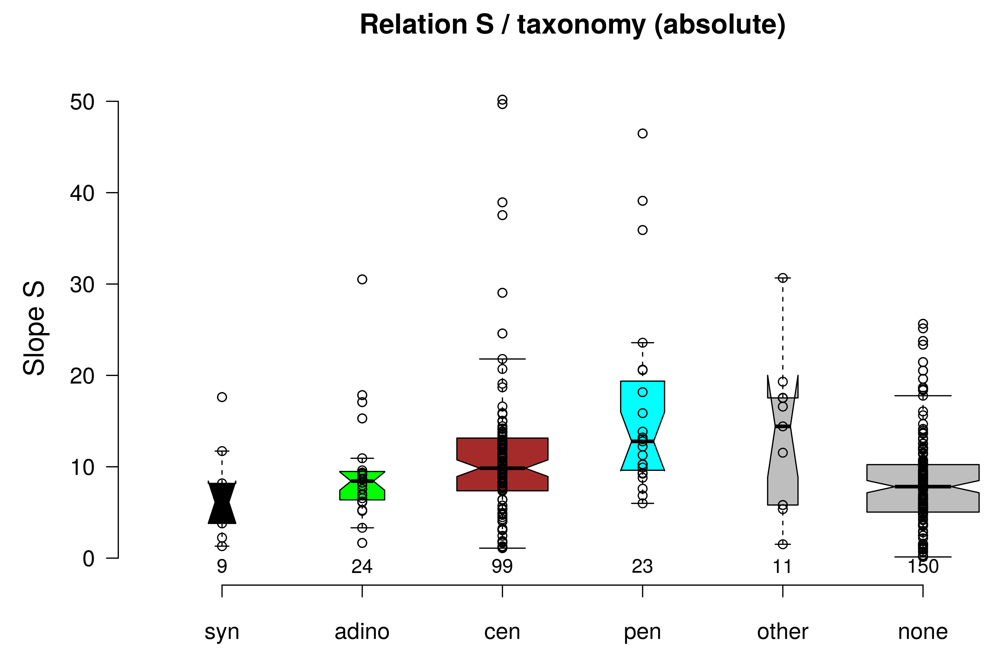 Relation S / taxonomy (absolute)
50
40
30
20
10
0
Slope S
9 24 99 23 11 150
syn adino cen pen other none